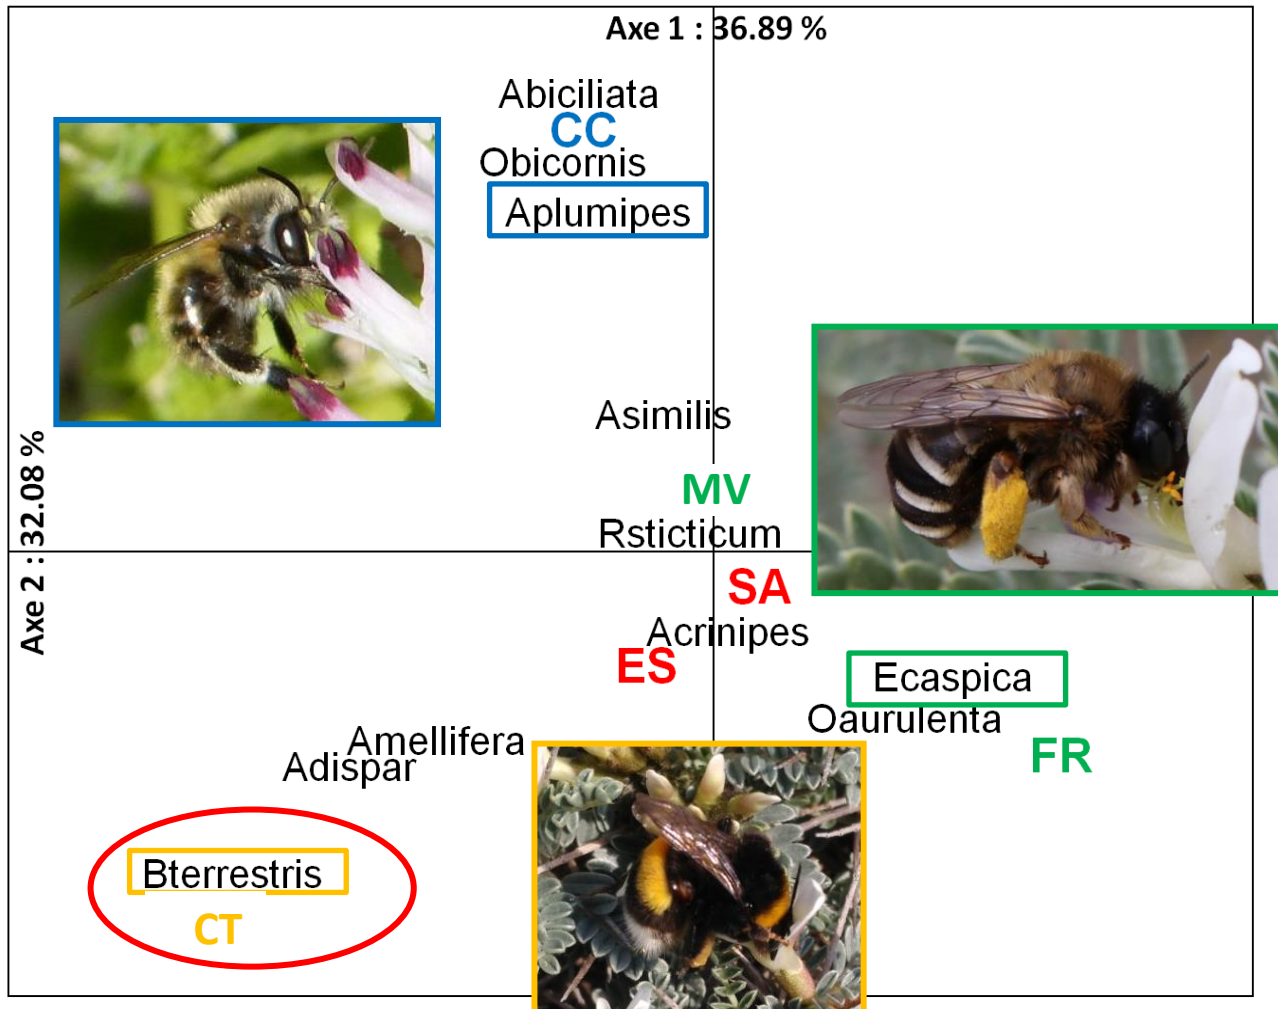 Axe 1 : 36.89 %
Abiciliata
CC
Obicornis
Aplumipes
Asimilis
MV
Rsticticum
Axe 2 : 32.08 %
SA
Acrinipes
ES
Ecaspica
Oaurulenta
FR
Amellifera
Adispar
Bterrestris
CT